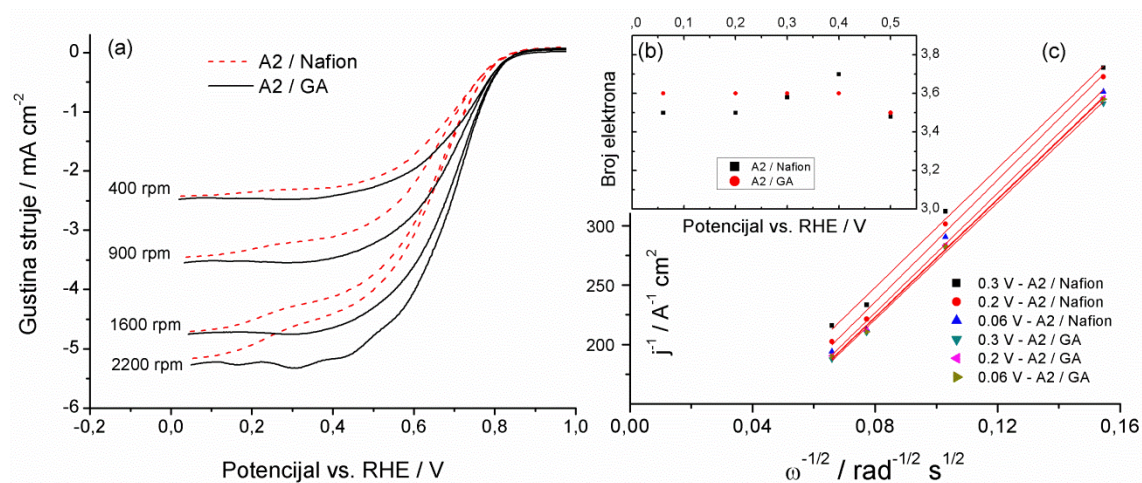 (a)
A2 / Nafion
A2 / GA
400 rpm
900 rpm
1600 rpm
2200 rpm
0
-1
-2
-3
-4
-5
-6
Gustina struje / mA cm⁻²
-0,2 0,0 0,2 0,4 0,6 0,8 1,0
Potencijal vs. RHE / V
(b)
,0 0,1 0,2 0,3 0,4 0,5
3,8
3,6
3,4
3,2
3,0
Broj elektrona
A2 / Nafion
A2 / GA
Potencijal vs. RHE / V
(c)
300
250
200
j⁻¹ / A⁻¹ cm²
0.3 V - A2 / Nafion
0.2 V - A2 / Nafion
0.06 V - A2 / Nafion
0.3 V - A2 / GA
0.2 V - A2 / GA
0.06 V - A2 / GA
0,00 0,04 0,08 0,12 0,16
ω⁻¹/² / rad⁻¹/² s¹/²